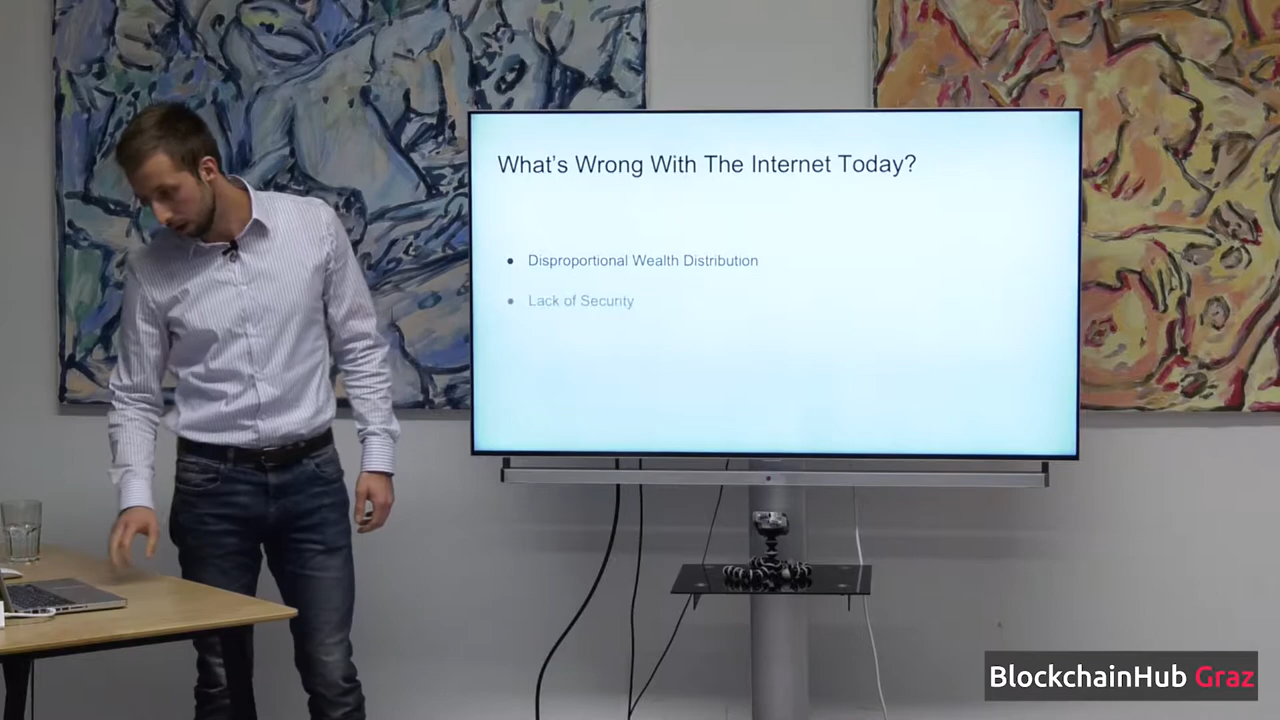 What's Wrong With The Internet Today?
• Disproportional Wealth Distribution
• Lack of Security
BlockchainHub Graz